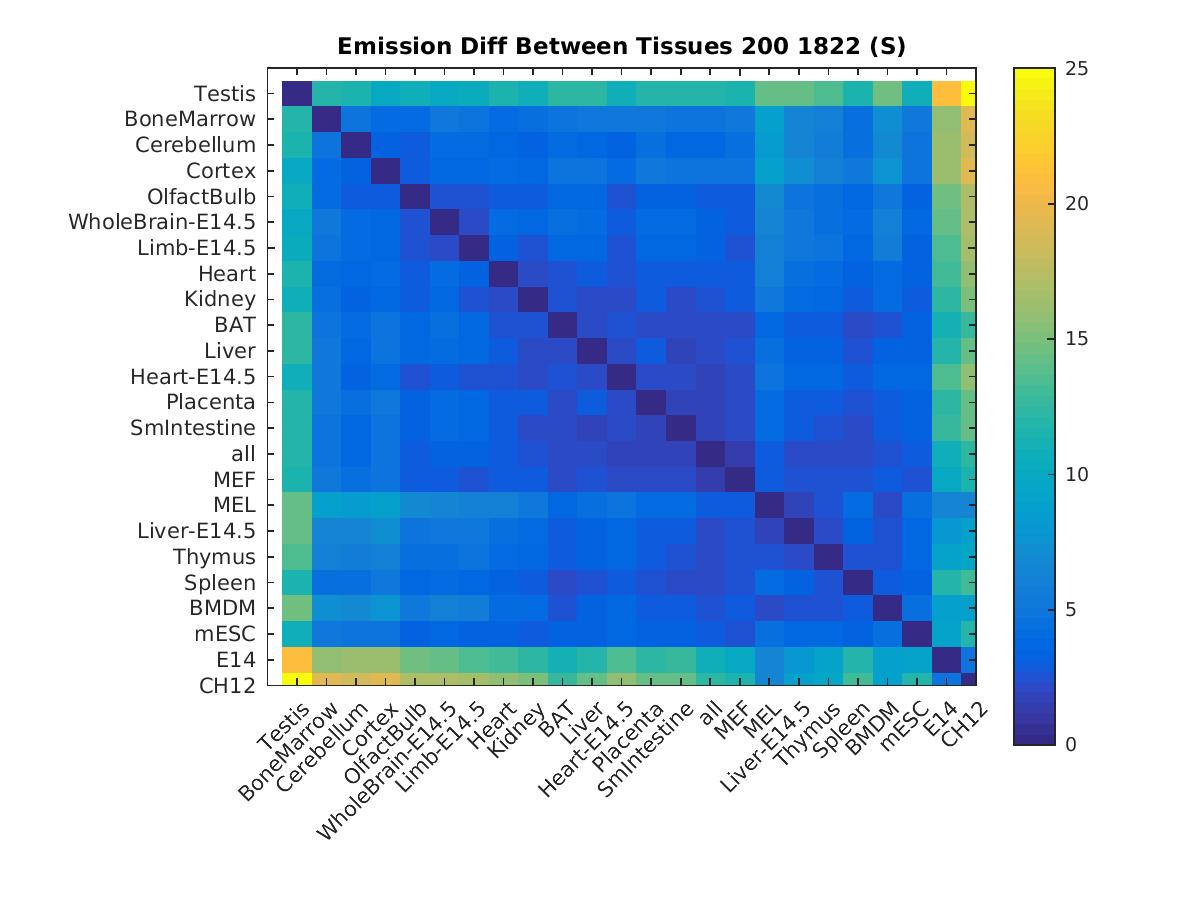 Emission Diff Between Tissues 200 1822 (S)
Testis
BoneMarrow
Cerebellum
Cortex
OlfactBulb
WholeBrain-E14.5
Limb-E14.5
Heart
Kidney
BAT
Liver
Heart-E14.5
Placenta
SmIntestine
all
MEF
MEL
Liver-E14.5
Thymus
Spleen
BMDM
mESC
E14
CH12
Testis
BoneMarrow
Cerebellum
Cortex
OlfactBulb
WholeBrain-E14.5
Limb-E14.5
Heart
Kidney
BAT
Liver
Heart-E14.5
Placenta
SmIntestine
all
MEF
MEL
Liver-E14.5
Thymus
Spleen
BMDM
mESC
E14
CH12
25
20
15
10
5
0